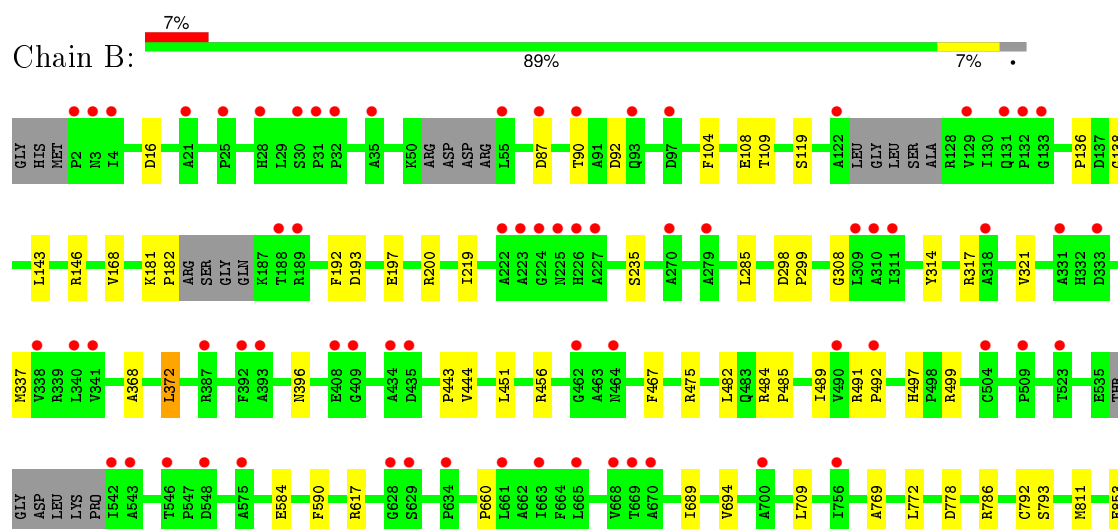 7%
Chain B:
89% 7% •
GLY HIS MET P2 N3 I4 D16 A21 P25 H28 L29 S30 P31 P32 A35 K50 ARG ASP ASP ARG L55 D87 T90 A91 D92 Q93 D97 F104 E108 T109 S119 A122 LEU GLY LEU SER ALA R128 V129 I130 Q131 P132 G133 P136 D137 G138
L143 R146 V168 K181 P182 ARG SER GLY GLN K187 T188 R189 F192 D193 E197 R200 I219 A222 A223 G224 N225 H226 A227 S235 A270 A279 L285 D298 P299 G308 L309 A310 I311 Y314 R317 A318 V321 A331 H332 D333
M337 V338 R339 L340 V341 A368 L372 R387 F392 A393 N396 E408 G409 A434 D435 P443 V444 L451 R456 G462 A463 N464 F467 R475 L482 Q483 R484 P485 I489 V490 R491 P492 H497 P498 R499 C504 P509 T523 E535
GLY ASP LEU LYS PRO I542 A543 T546 P547 D548 A575 E584 F590 R617 G628 S629 P634 P660 L661 A662 I663 F664 L665 V668 T669 A670 I689 V694 A700 L709 I756 A769 L772 D778 R786 C792 S793 M811